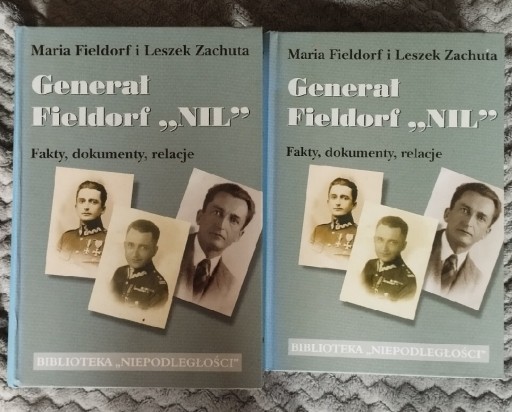 Maria Fieldorf i Leszek Zachuta
Generał
Fieldorf „NIL”
Fakty, dokumenty, relacje
BIBLIOTEKA „NIEPODLEGŁOŚCI”
Maria Fieldorf i Leszek Zachuta
Generał
Fieldorf „NIL”
Fakty, dokumenty, relacje
BIBLIOTEKA „NIEPODLEGŁOŚCI”